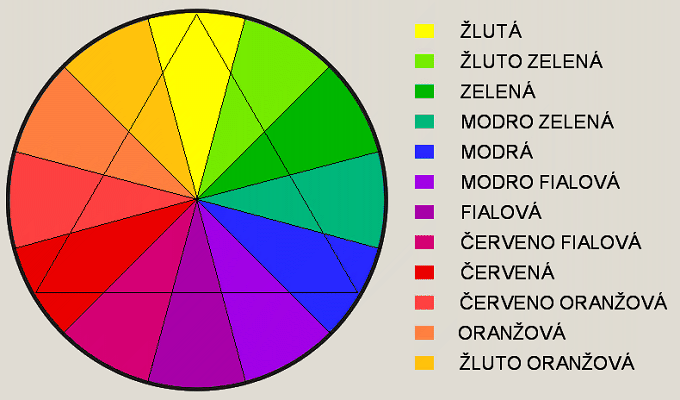 ŽLUTÁ
ŽLUTO ZELENÁ
ZELENÁ
MODRO ZELENÁ
MODRÁ
MODRO FIALOVÁ
FIALOVÁ
ČERVENO FIALOVÁ
ČERVENÁ
ČERVENO ORANŽOVÁ
ORANŽOVÁ
ŽLUTO ORANŽOVÁ